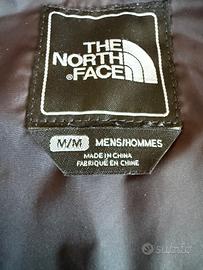 THE
NORTH
FACE
®
M/M MENS/HOMMES
MADE IN CHINA
FABRIQUÉ EN CHINE
subito